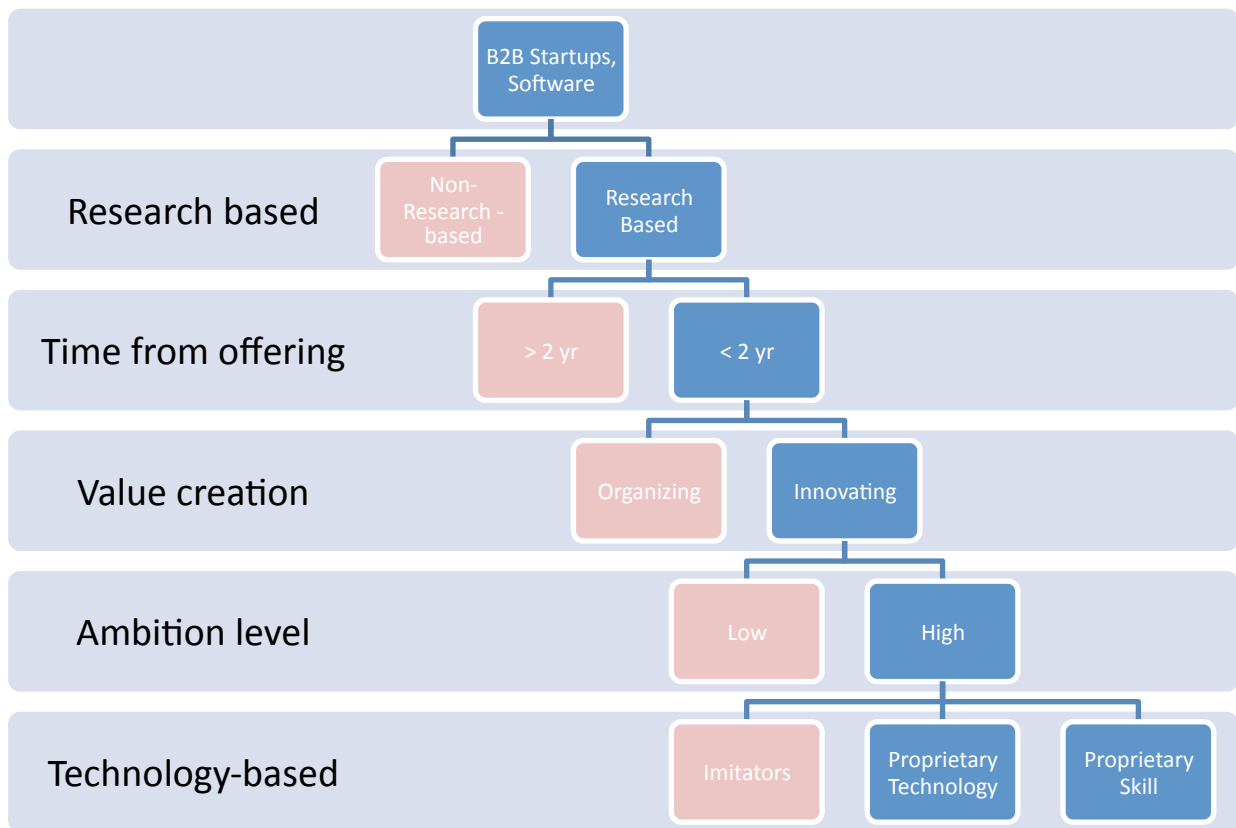 B2B Startups,
Software
Research based
Non-
Research -
based
Research
Based
Time from offering
> 2 yr
< 2 yr
Value creation
Organizing
Innovating
Ambition level
Low
High
Technology-based
Imitators
Proprietary
Technology
Proprietary
Skill